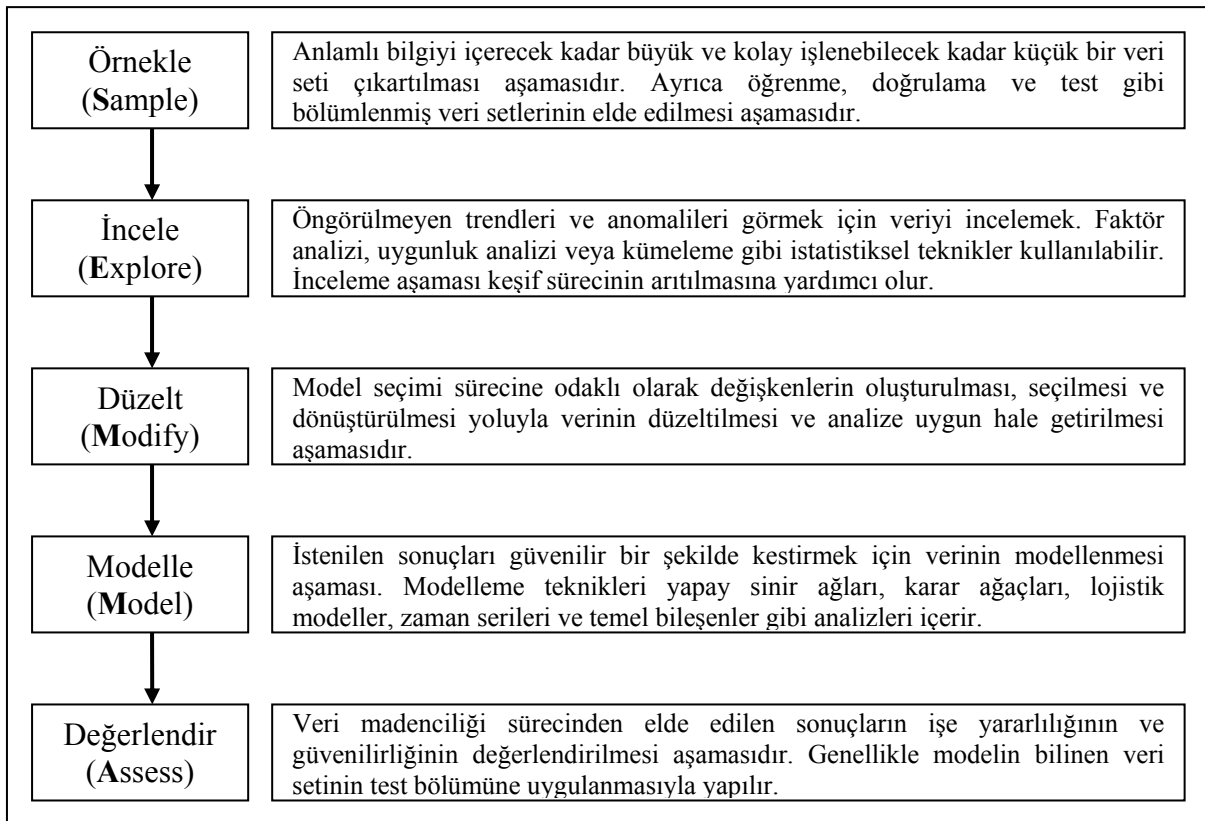 Örnekle
(Sample)
Anlamlı bilgiyi içerecek kadar büyük ve kolay işlenebilecek kadar küçük bir veri
seti çıkartılması aşamasıdır. Ayrıca öğrenme, doğrulama ve test gibi
bölümlenmiş veri setlerinin elde edilmesi aşamasıdır.
İncele
(Explore)
Öngörülmeyen trendleri ve anomalileri görmek için veriyi incelemek. Faktör
analizi, uygunluk analizi veya kümeleme gibi istatistiksel teknikler kullanılabilir.
İnceleme aşaması keşif sürecinin arıtılmasına yardımcı olur.
Düzelt
(Modify)
Model seçimi sürecine odaklı olarak değişkenlerin oluşturulması, seçilmesi ve
dönüştürülmesi yoluyla verinin düzeltilmesi ve analize uygun hale getirilmesi
aşamasıdır.
Modelle
(Model)
İstenilen sonuçları güvenilir bir şekilde kestirmek için verinin modellenmesi
aşaması. Modelleme teknikleri yapay sinir ağları, karar ağaçları, lojistik
modeller, zaman serileri ve temel bileşenler gibi analizleri içerir.
Değerlendir
(Assess)
Veri madenciliği sürecinden elde edilen sonuçların işe yararlılığının ve
güvenilirliğinin değerlendirilmesi aşamasıdır. Genellikle modelin bilinen veri
setinin test bölümüne uygulanmasıyla yapılır.